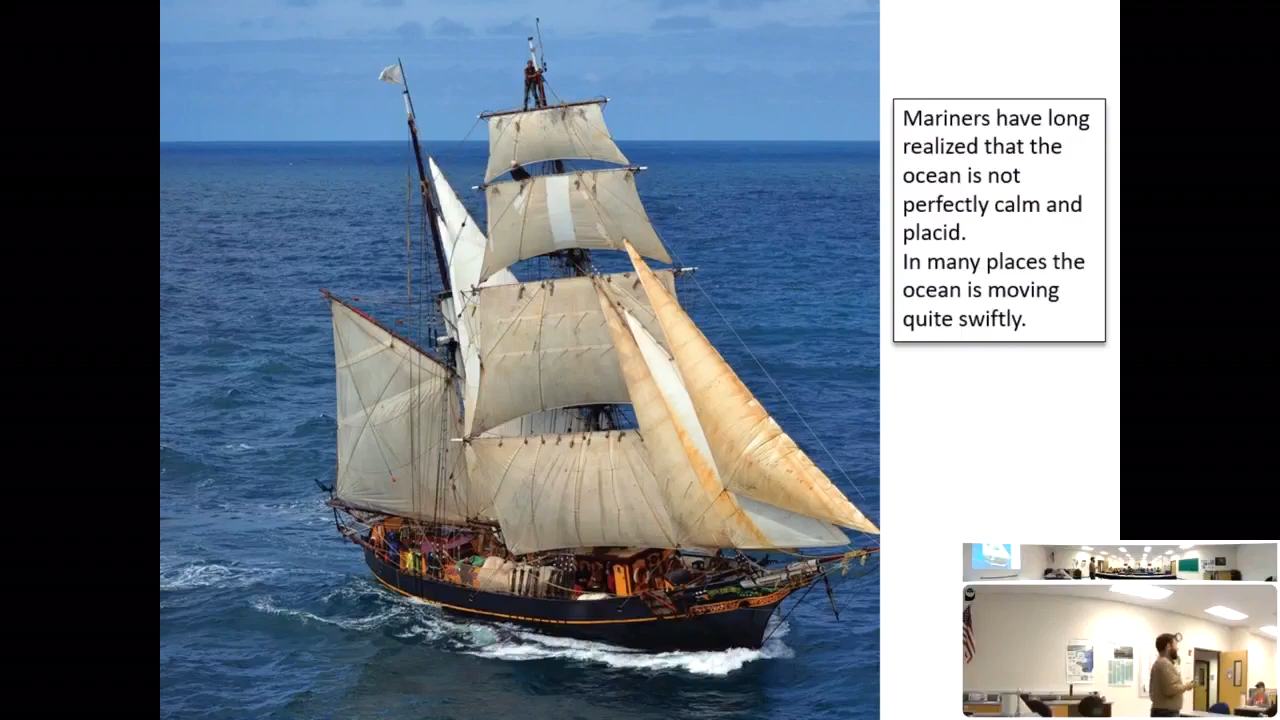 Mariners have long
realized that the
ocean is not
perfectly calm and
placid.
In many places the
ocean is moving
quite swiftly.